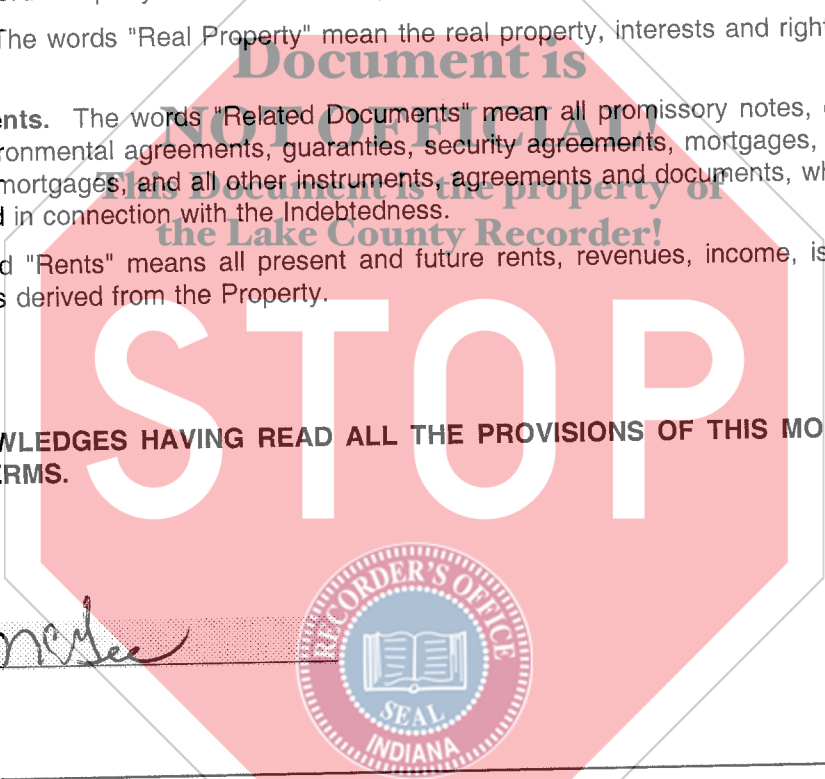 The words "Real Property" mean the real property, interests and right
Document is
ents. The words "Related Documents" mean all promissory notes,
NOT OFFICIAL!
ronmental agreements, guaranties, security agreements, mortgages,
mortgages, and all other instruments, agreements and documents, wh
This Document is the property of
d in connection with the Indebtedness.
the Lake County Recorder!
d "Rents" means all present and future rents, revenues, income, is
s derived from the Property.
STOP
WLEDGES HAVING READ ALL THE PROVISIONS OF THIS MO
ERMS.
McGee
RECORDER'S OFFICE
SEAL
INDIANA